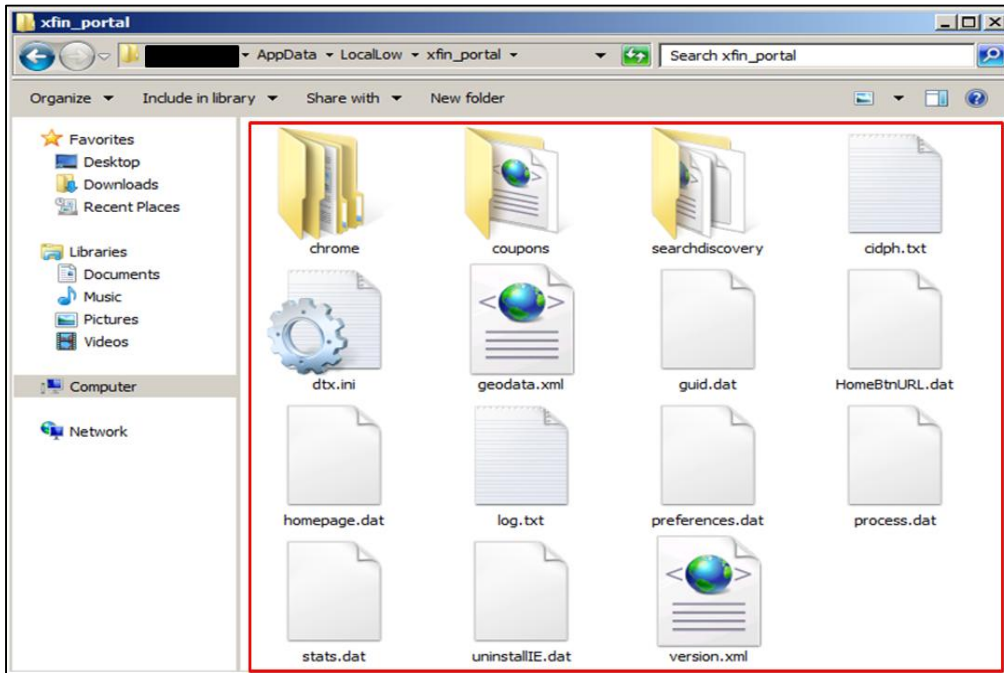 xfin_portal
AppData LocalLow xfin_portal Search xfin_portal
Organize Include in library Share with New folder
Favorites
Desktop
Downloads
Recent Places
Libraries
Documents
Music
Pictures
Videos
Computer
Network
chrome coupons searchdiscovery cidph.txt
dtx.ini geodata.xml guid.dat HomeBtnURL.dat
homepage.dat log.txt preferences.dat process.dat
stats.dat uninstallIE.dat version.xml